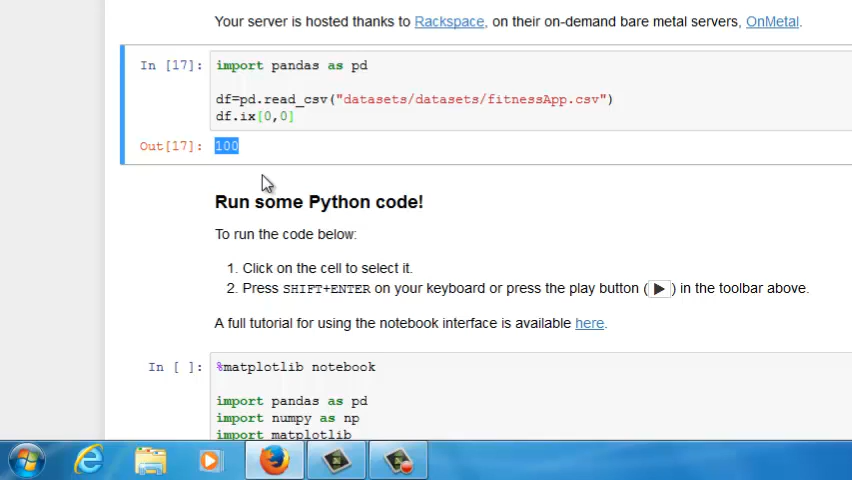 Your server is hosted thanks to Rackspace, on their on-demand bare metal servers, OnMetal.
In [17]: import pandas as pd
df=pd.read_csv("datasets/datasets/fitnessApp.csv")
df.ix[0,0]
Out[17]: 100
Run some Python code!
To run the code below:
1. Click on the cell to select it.
2. Press SHIFT+ENTER on your keyboard or press the play button (▶) in the toolbar above.
A full tutorial for using the notebook interface is available here.
In [ ]: %matplotlib notebook
import pandas as pd
import numpy as np
import matplotlib